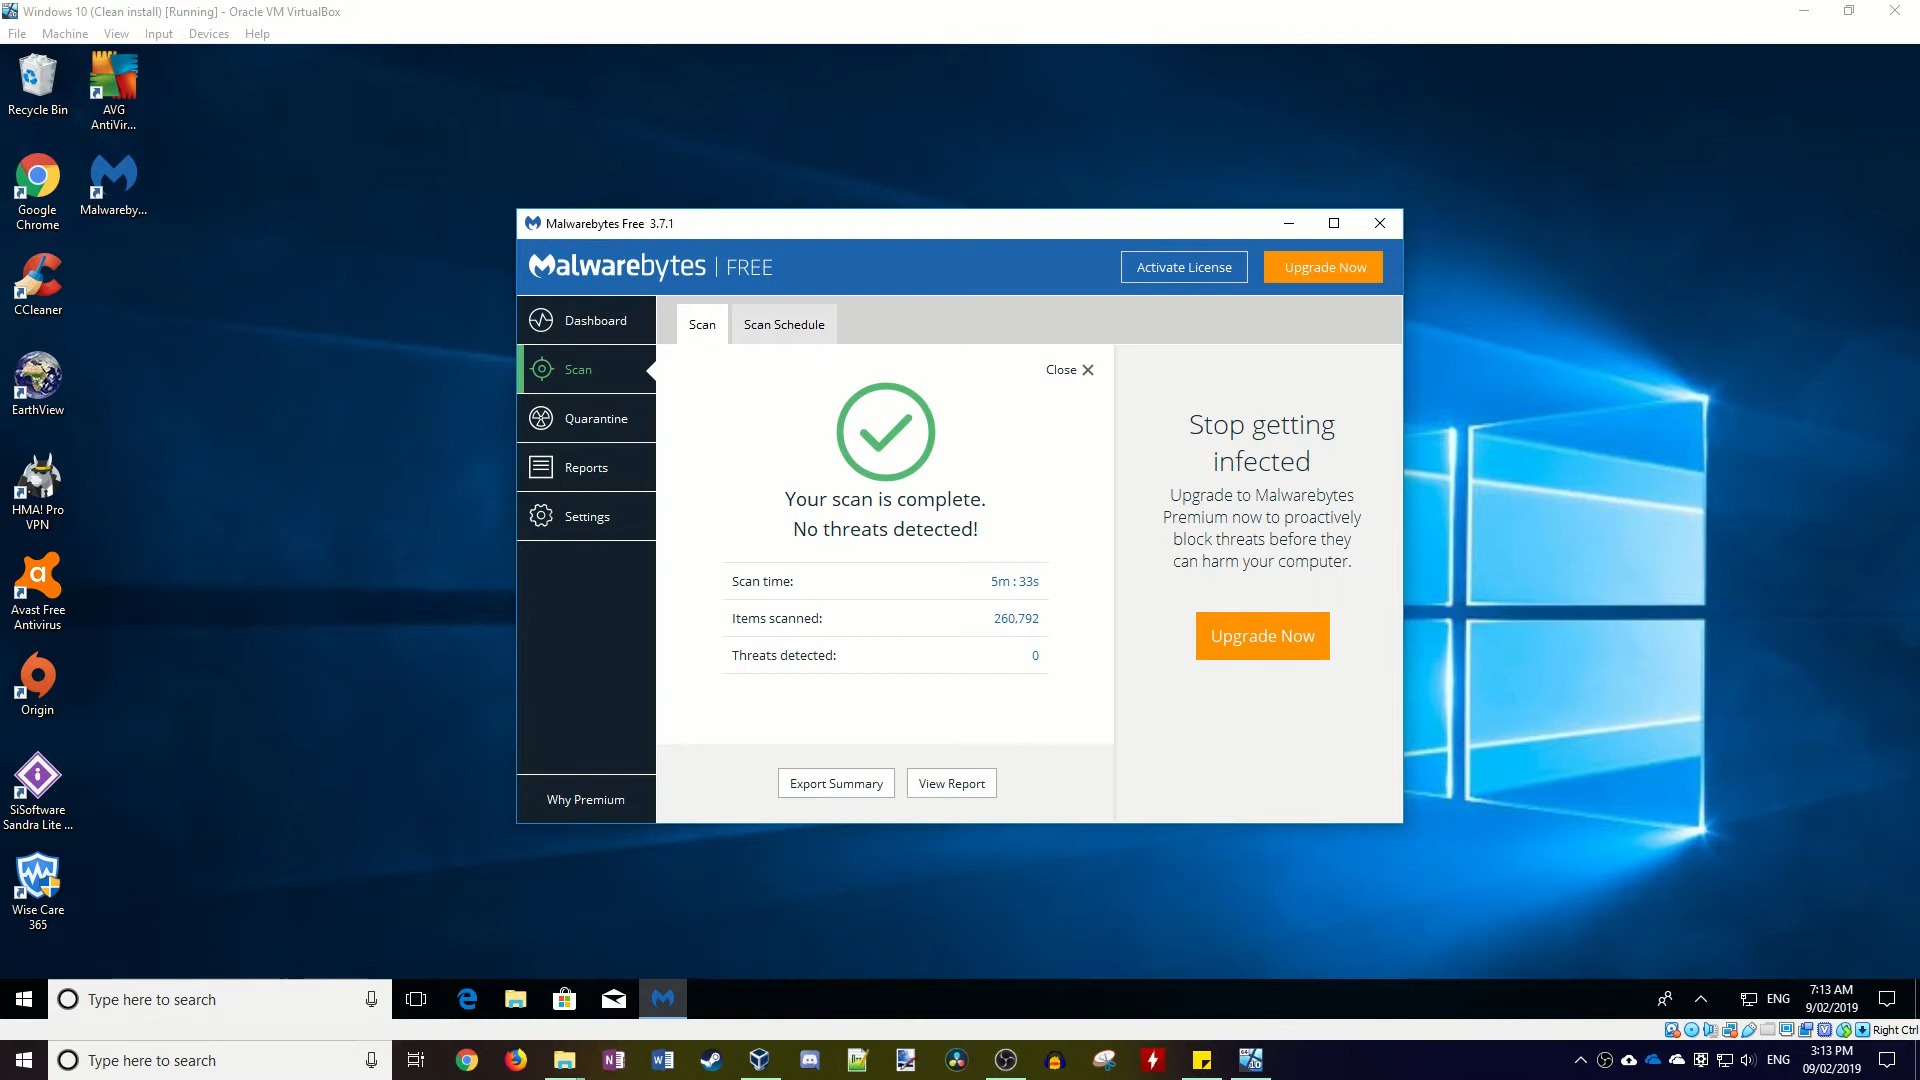 Windows 10 (Clean install) [Running] - Oracle VM VirtualBox
File Machine View Input Devices Help
Recycle Bin
AVG
AntiVir...
Google
Chrome
Malwareby...
CCleaner
EarthView
HMA! Pro
VPN
Avast Free
Antivirus
Origin
SiSoftware
Sandra Lite ...
Wise Care
365
Malwarebytes Free 3.7.1
Malwarebytes | FREE
Activate License
Upgrade Now
Dashboard
Scan
Quarantine
Reports
Settings
Why Premium
Scan
Scan Schedule
Close
Your scan is complete.
No threats detected!
Scan time: 5m : 33s
Items scanned: 260,792
Threats detected: 0
Export Summary
View Report
Stop getting
infected
Upgrade to Malwarebytes
Premium now to proactively
block threats before they
can harm your computer.
Upgrade Now
Type here to search
ENG
7:13 AM
9/02/2019
Right Ctrl
Type here to search
ENG
3:13 PM
09/02/2019